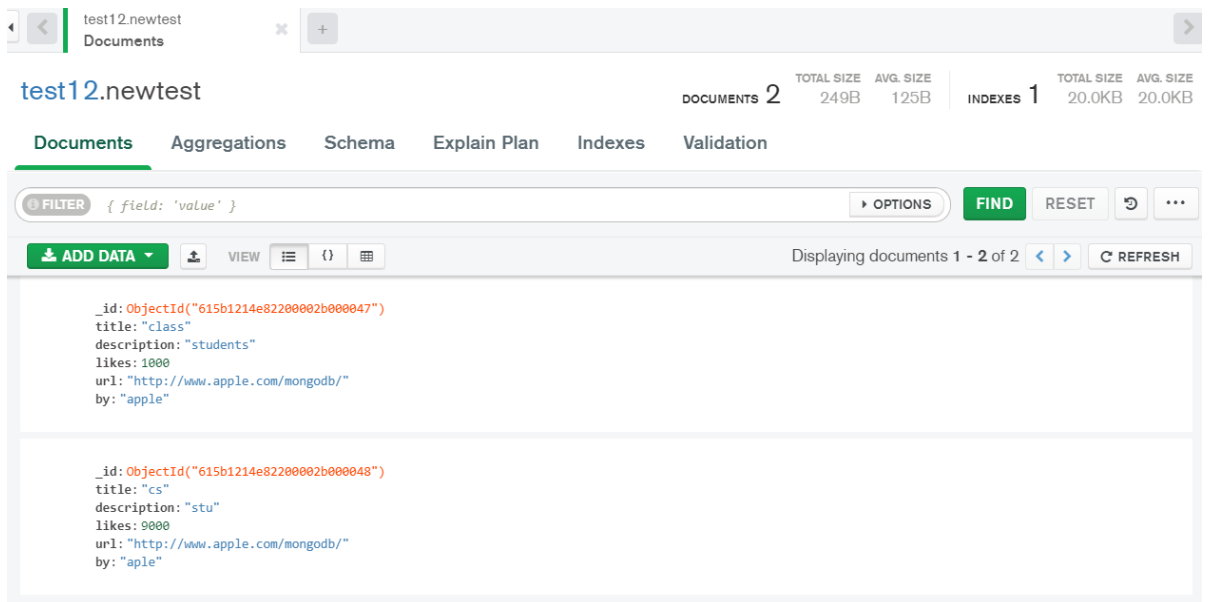 test12.newtest
Documents
test12.newtest
DOCUMENTS 2 TOTAL SIZE 249B AVG. SIZE 125B INDEXES 1 TOTAL SIZE 20.0KB AVG. SIZE 20.0KB
Documents Aggregations Schema Explain Plan Indexes Validation
FILTER { field: 'value' } OPTIONS FIND RESET
ADD DATA VIEW {} Displaying documents 1 - 2 of 2 REFRESH
_id: ObjectId("615b1214e82200002b000047")
title: "class"
description: "students"
likes: 1000
url: "http://www.apple.com/mongodb/"
by: "apple"
_id: ObjectId("615b1214e82200002b000048")
title: "cs"
description: "stu"
likes: 9000
url: "http://www.apple.com/mongodb/"
by: "aple"